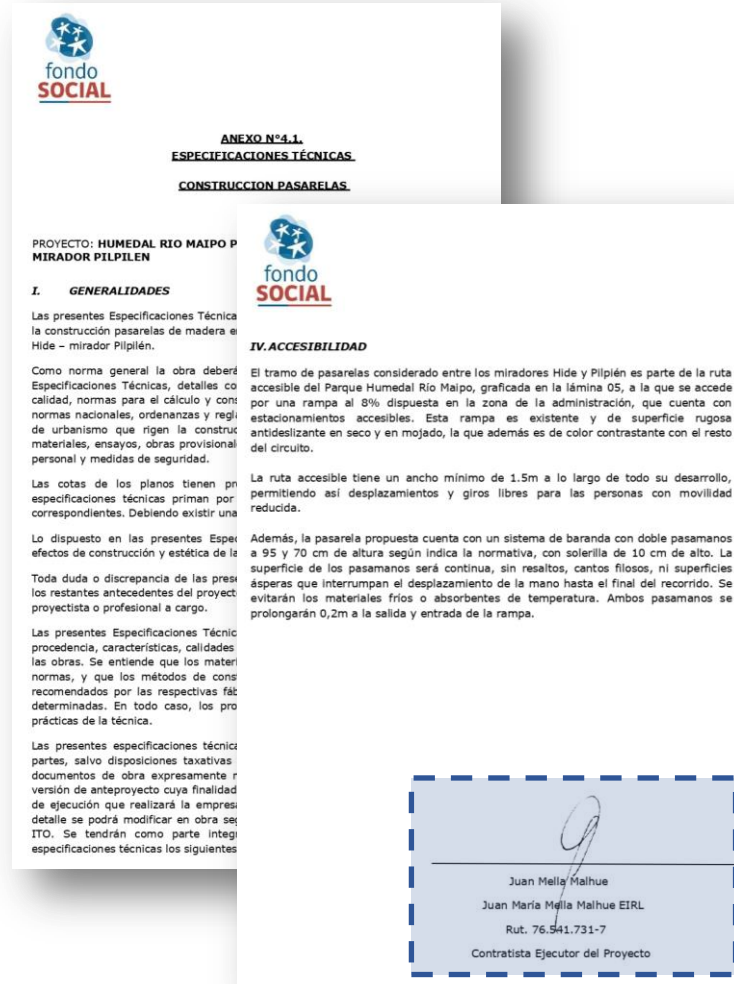 fondo
SOCIAL
ANEXO N°4.1.
ESPECIFICACIONES TÉCNICAS
CONSTRUCCION PASARELAS
PROYECTO: HUMEDAL RIO MAIPO P
MIRADOR PILPILEN
I. GENERALIDADES
Las presentes Especificaciones Técnica
la construcción pasarelas de madera e
Hide – mirador Pilpilén.
Como norma general la obra deberá
Especificaciones Técnicas, detalles co
calidad, normas para el cálculo y cons
normas nacionales, ordenanzas y regl
de urbanismo que rigen la construc
materiales, ensayos, obras provisional
personal y medidas de seguridad.
Las cotas de los planos tienen pr
especificaciones técnicas priman por
correspondientes. Debiendo existir una
Lo dispuesto en las presentes Espec
efectos de construcción y estética de la
Toda duda o discrepancia de las prese
los restantes antecedentes del proyect
proyectista o profesional a cargo.
Las presentes Especificaciones Técnic
procedencia, características, calidades
las obras. Se entiende que los materi
normas, y que los métodos de cons
recomendados por las respectivas fáb
determinadas. En todo caso, los pro
prácticas de la técnica.
Las presentes especificaciones técnica
partes, salvo disposiciones taxativas
documentos de obra expresamente r
versión de anteproyecto cuya finalidad
de ejecución que realizará la empresa
detalle se podrá modificar en obra seg
ITO. Se tendrán como parte integr
especificaciones técnicas los siguientes
fondo
SOCIAL
IV. ACCESIBILIDAD
El tramo de pasarelas considerado entre los miradores Hide y Pilpién es parte de la ruta
accesible del Parque Humedal Río Maipo, graficada en la lámina 05, a la que se accede
por una rampa al 8% dispuesta en la zona de la administración, que cuenta con
estacionamientos accesibles. Esta rampa es existente y de superficie rugosa
antideslizante en seco y en mojado, la que además es de color contrastante con el resto
del circuito.
La ruta accesible tiene un ancho mínimo de 1.5m a lo largo de todo su desarrollo,
permitiendo así desplazamientos y giros libres para las personas con movilidad
reducida.
Además, la pasarela propuesta cuenta con un sistema de baranda con doble pasamanos
a 95 y 70 cm de altura según indica la normativa, con solerilla de 10 cm de alto. La
superficie de los pasamanos será continua, sin resaltos, cantos filosos, ni superficies
ásperas que interrumpan el desplazamiento de la mano hasta el final del recorrido. Se
evitarán los materiales fríos o absorbentes de temperatura. Ambos pasamanos se
prolongarán 0,2m a la salida y entrada de la rampa.
Juan Mella Malhue
Juan María Mella Malhue EIRL
Rut. 76.541.731-7
Contratista Ejecutor del Proyecto